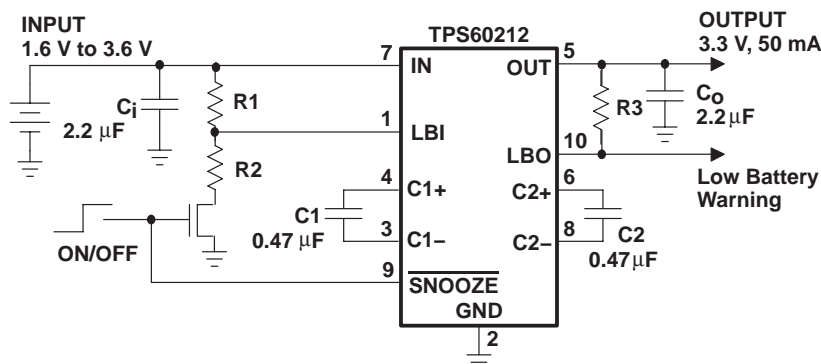 INPUT
1.6 V to 3.6 V
TPS60212
OUTPUT
3.3 V, 50 mA
7
IN
OUT
5
Ci
2.2 µF
R1
R3
Co
2.2 µF
1
LBI
LBO
10
R2
Low Battery
Warning
4
C1+
C2+
6
C1
0.47 µF
3
C1−
C2−
8
C2
0.47 µF
ON/OFF
9
SNOOZE
GND
2